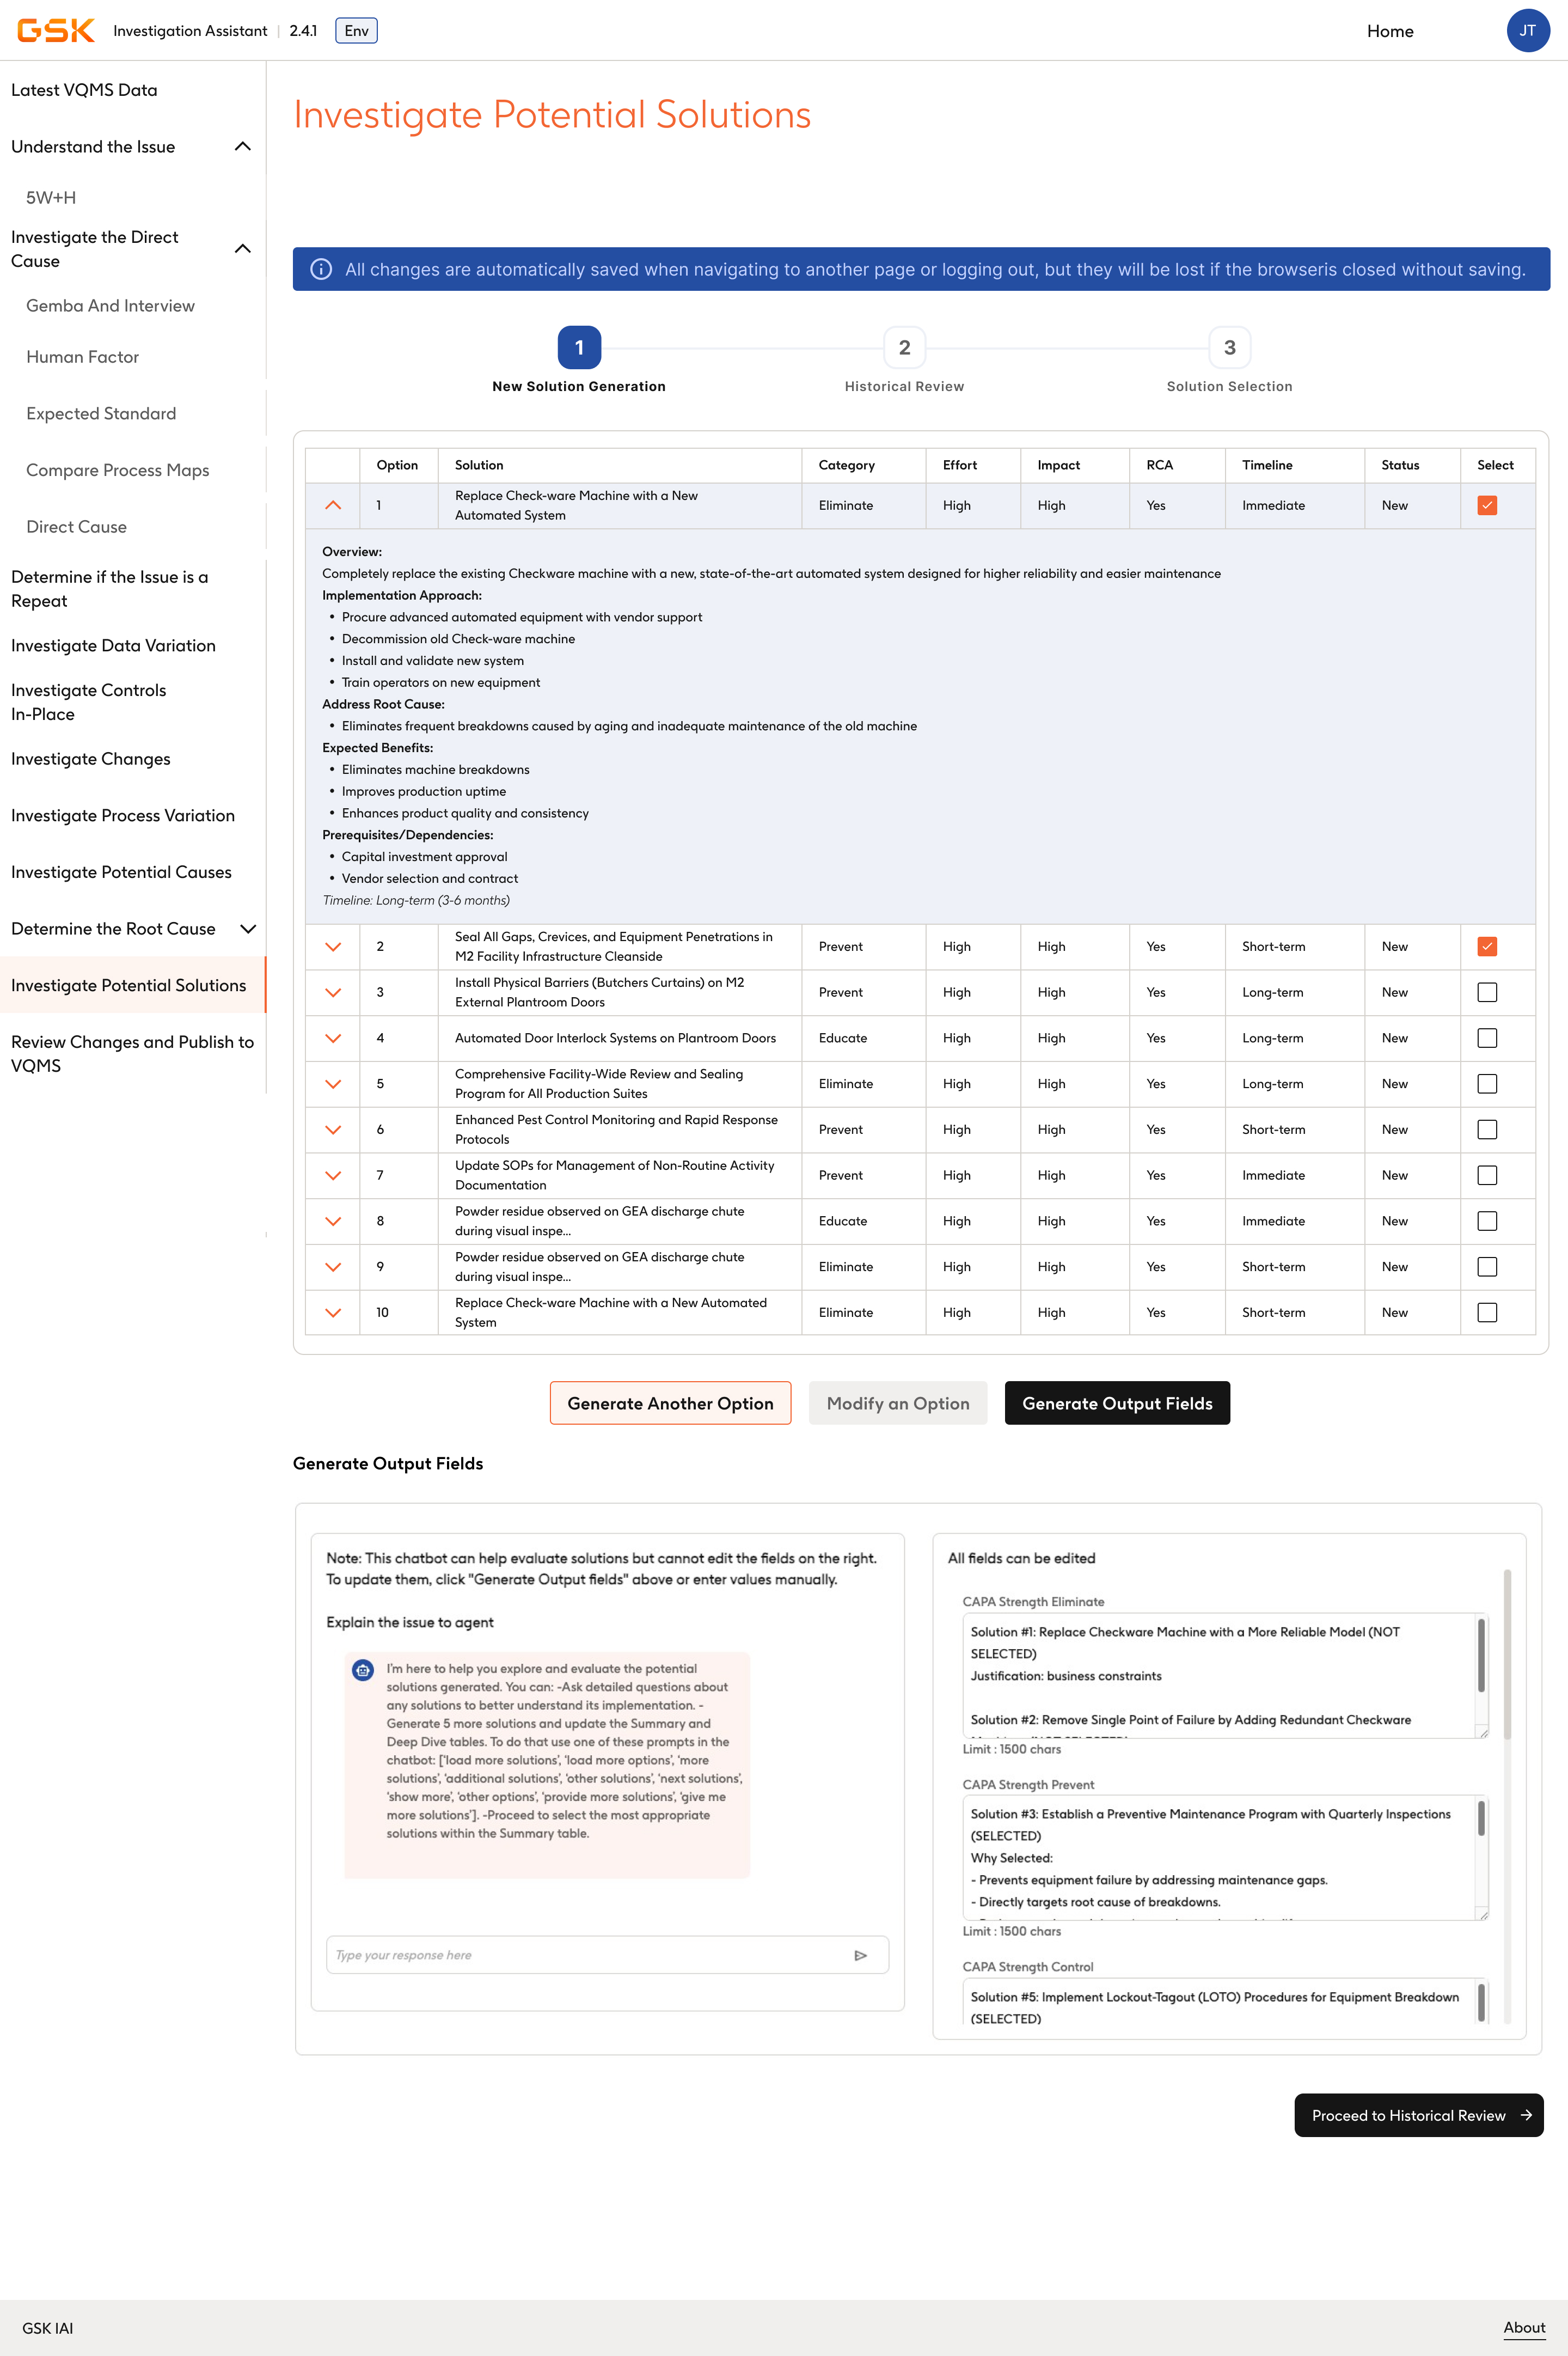 GSK Investigation Assistant | 2.4.1 Env Home JT
Latest VQMS Data
Understand the Issue
5W+H
Investigate the Direct
Cause
Gemba And Interview
Human Factor
Expected Standard
Compare Process Maps
Direct Cause
Determine if the Issue is a
Repeat
Investigate Data Variation
Investigate Controls
In-Place
Investigate Changes
Investigate Process Variation
Investigate Potential Causes
Determine the Root Cause
Investigate Potential Solutions
Review Changes and Publish to
VQMS
Investigate Potential Solutions
All changes are automatically saved when navigating to another page or logging out, but they will be lost if the browseris closed without saving.
1 2 3
New Solution Generation Historical Review Solution Selection
Option Solution Category Effort Impact RCA Timeline Status Select
1 Replace Check-ware Machine with a New
Automated System Eliminate High High Yes Immediate New
Overview:
Completely replace the existing Checkware machine with a new, state-of-the-art automated system designed for higher reliability and easier maintenance
Implementation Approach:
• Procure advanced automated equipment with vendor support
• Decommission old Check-ware machine
• Install and validate new system
• Train operators on new equipment
Address Root Cause:
• Eliminates frequent breakdowns caused by aging and inadequate maintenance of the old machine
Expected Benefits:
• Eliminates machine breakdowns
• Improves production uptime
• Enhances product quality and consistency
Prerequisites/Dependencies:
• Capital investment approval
• Vendor selection and contract
Timeline: Long-term (3-6 months)
2 Seal All Gaps, Crevices, and Equipment Penetrations in
M2 Facility Infrastructure Cleanside Prevent High High Yes Short-term New
3 Install Physical Barriers (Butchers Curtains) on M2
External Plantroom Doors Prevent High High Yes Long-term New
4 Automated Door Interlock Systems on Plantroom Doors Educate High High Yes Long-term New
5 Comprehensive Facility-Wide Review and Sealing
Program for All Production Suites Eliminate High High Yes Long-term New
6 Enhanced Pest Control Monitoring and Rapid Response
Protocols Prevent High High Yes Short-term New
7 Update SOPs for Management of Non-Routine Activity
Documentation Prevent High High Yes Immediate New
8 Powder residue observed on GEA discharge chute
during visual inspe... Educate High High Yes Immediate New
9 Powder residue observed on GEA discharge chute
during visual inspe... Eliminate High High Yes Short-term New
10 Replace Check-ware Machine with a New Automated
System Eliminate High High Yes Short-term New
Generate Another Option Modify an Option Generate Output Fields
Generate Output Fields
Note: This chatbot can help evaluate solutions but cannot edit the fields on the right.
To update them, click "Generate Output fields" above or enter values manually.
Explain the issue to agent
I'm here to help you explore and evaluate the potential
solutions generated. You can: -Ask detailed questions about
any solutions to better understand its implementation. -
Generate 5 more solutions and update the Summary and
Deep Dive tables. To do that use one of these prompts in the
chatbot: ['load more solutions', 'load more options', 'more
solutions', 'additional solutions', 'other solutions', 'next solutions',
'show more', 'other options', 'provide more solutions', 'give me
more solutions']. -Proceed to select the most appropriate
solutions within the Summary table.
Type your response here
All fields can be edited
CAPA Strength Eliminate
Solution #1: Replace Checkware Machine with a More Reliable Model (NOT
SELECTED)
Justification: business constraints
Solution #2: Remove Single Point of Failure by Adding Redundant Checkware
Limit : 1500 chars
CAPA Strength Prevent
Solution #3: Establish a Preventive Maintenance Program with Quarterly Inspections
(SELECTED)
Why Selected:
- Prevents equipment failure by addressing maintenance gaps.
- Directly targets root cause of breakdowns.
Limit : 1500 chars
CAPA Strength Control
Solution #5: Implement Lockout-Tagout (LOTO) Procedures for Equipment Breakdown
(SELECTED)
Proceed to Historical Review
GSK IAI About